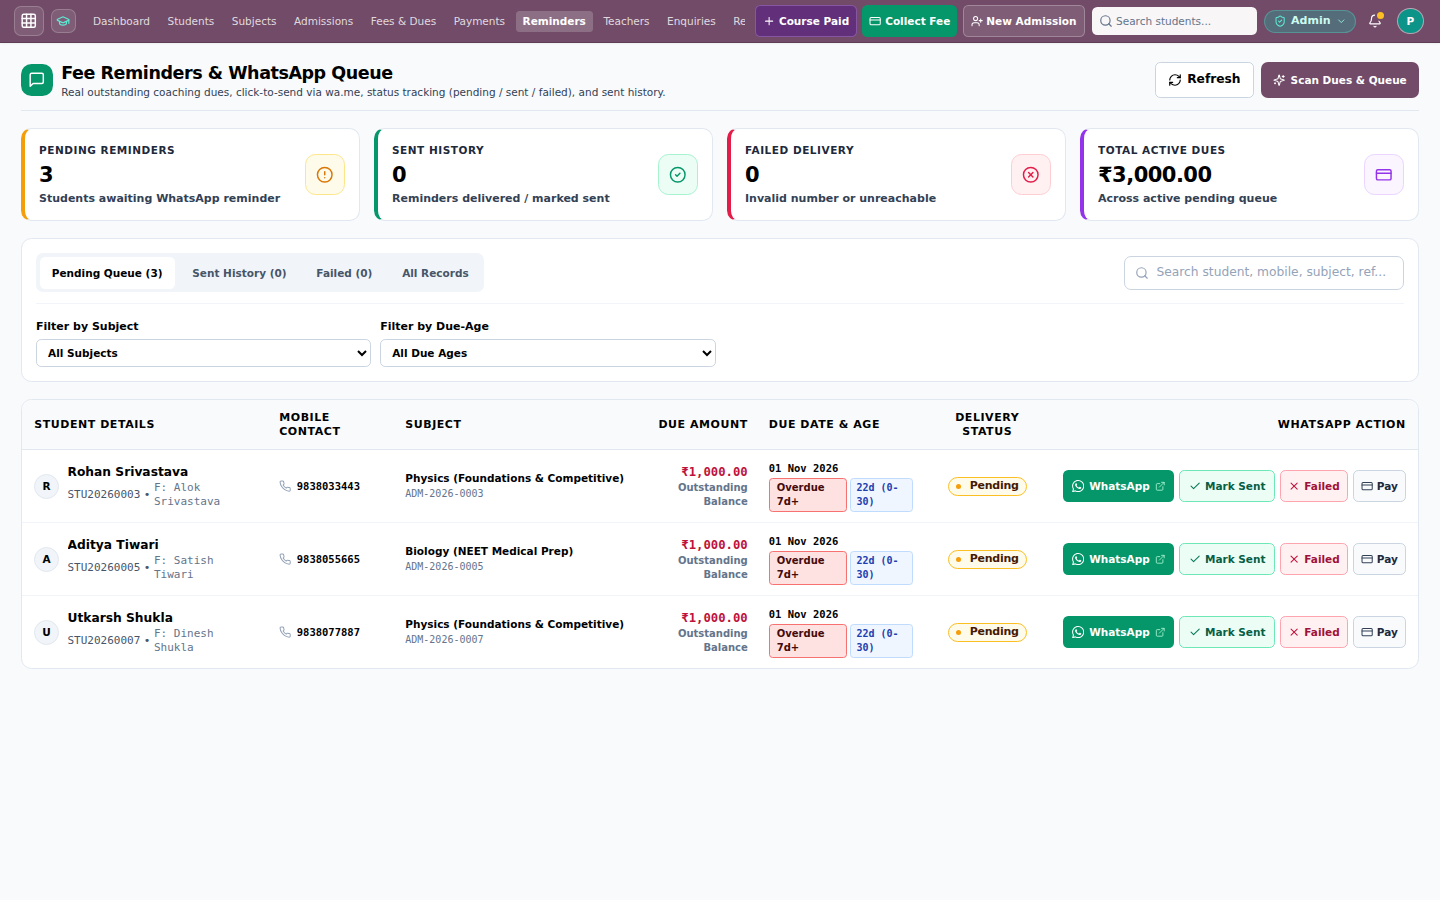 Dashboard Students Subjects Admissions Fees & Dues Payments Reminders Teachers Enquiries Re + Course Paid Collect Fee New Admission Search students... Admin P
Fee Reminders & WhatsApp Queue
Real outstanding coaching dues, click-to-send via wa.me, status tracking (pending / sent / failed), and sent history.
Refresh Scan Dues & Queue
PENDING REMINDERS
3
Students awaiting WhatsApp reminder
SENT HISTORY
0
Reminders delivered / marked sent
FAILED DELIVERY
0
Invalid number or unreachable
TOTAL ACTIVE DUES
₹3,000.00
Across active pending queue
Pending Queue (3) Sent History (0) Failed (0) All Records
Search student, mobile, subject, ref...
Filter by Subject
All Subjects
Filter by Due-Age
All Due Ages
STUDENT DETAILS
MOBILE
CONTACT
SUBJECT
DUE AMOUNT
DUE DATE & AGE
DELIVERY
STATUS
WHATSAPP ACTION
R
Rohan Srivastava
STU20260003 • F: Alok
Srivastava
9838033443
Physics (Foundations & Competitive)
ADM-2026-0003
₹1,000.00
Outstanding
Balance
01 Nov 2026
Overdue
7d+
22d (0-
30)
Pending
WhatsApp Mark Sent Failed Pay
A
Aditya Tiwari
STU20260005 • F: Satish
Tiwari
9838055665
Biology (NEET Medical Prep)
ADM-2026-0005
₹1,000.00
Outstanding
Balance
01 Nov 2026
Overdue
7d+
22d (0-
30)
Pending
WhatsApp Mark Sent Failed Pay
U
Utkarsh Shukla
STU20260007 • F: Dinesh
Shukla
9838077887
Physics (Foundations & Competitive)
ADM-2026-0007
₹1,000.00
Outstanding
Balance
01 Nov 2026
Overdue
7d+
22d (0-
30)
Pending
WhatsApp Mark Sent Failed Pay